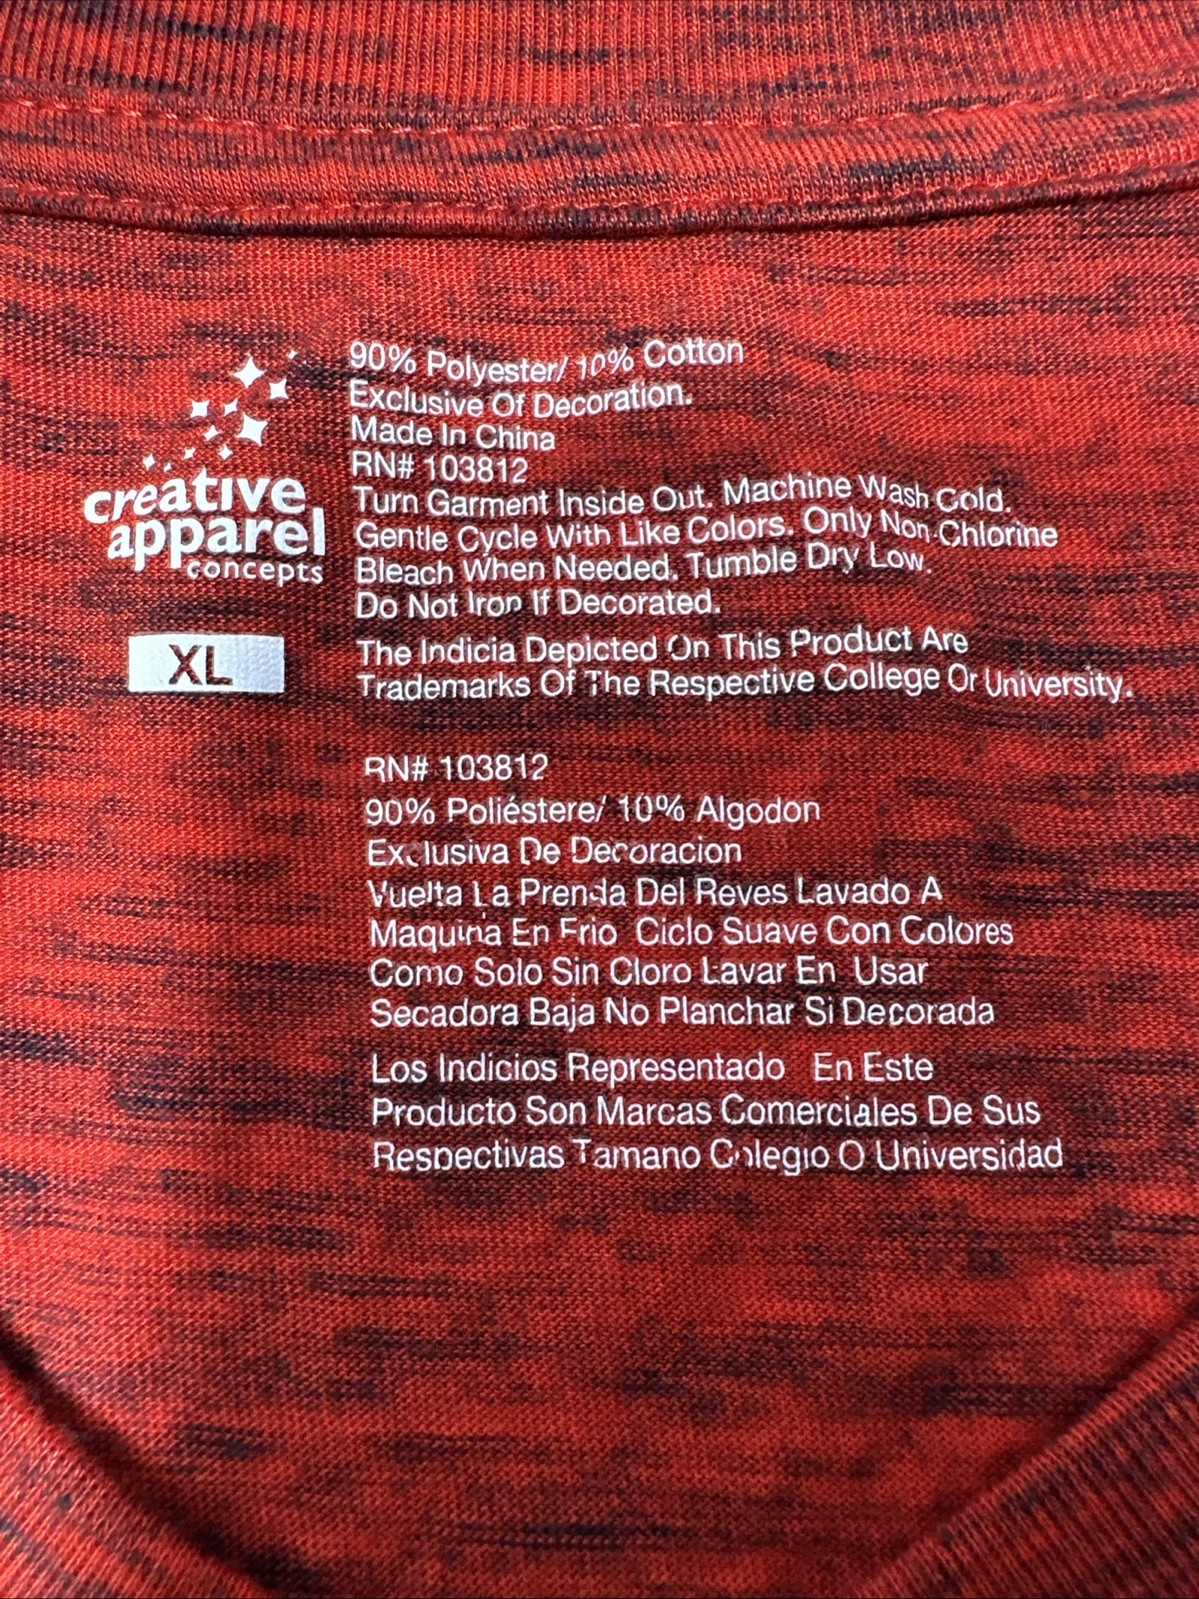 creative
apparel
concepts
XL
90% Polyester/ 10% Cotton
Exclusive Of Decoration.
Made In China
RN# 103812
Turn Garment Inside Out. Machine Wash Cold.
Gentle Cycle With Like Colors. Only Non-Chlorine
Bleach When Needed. Tumble Dry Low.
Do Not Iron If Decorated.
The Indicia Depicted On This Product Are
Trademarks Of The Respective College Or University.
RN# 103812
90% Poliéstere/ 10% Algodon
Exclusiva De Decoracion
Vuelta La Prenda Del Reves Lavado A
Maquina En Frio Ciclo Suave Con Colores
Como Solo Sin Cloro Lavar En Usar
Secadora Baja No Planchar Si Decorada
Los Indicios Representado En Este
Producto Son Marcas Comerciales De Sus
Respectivas Tamano Colegio O Universidad